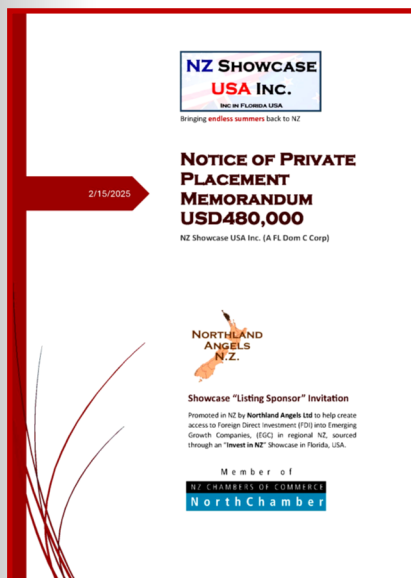 NZ SHOWCASE
USA INC.
INC IN FLORIDA USA
Bringing endless summers back to NZ
2/15/2025
NOTICE OF PRIVATE
PLACEMENT
MEMORANDUM
USD480,000
NZ Showcase USA Inc. (A FL Dom C Corp)
NORTHLAND
ANGELS
N.Z.
Showcase “Listing Sponsor” Invitation
Promoted in NZ by Northland Angels Ltd to help create
access to Foreign Direct Investment (FDI) into Emerging
Growth Companies, (EGC) in regional NZ, sourced
through an “Invest in NZ” Showcase in Florida, USA.
Member of
NZ CHAMBERS OF COMMERCE
NorthChamber